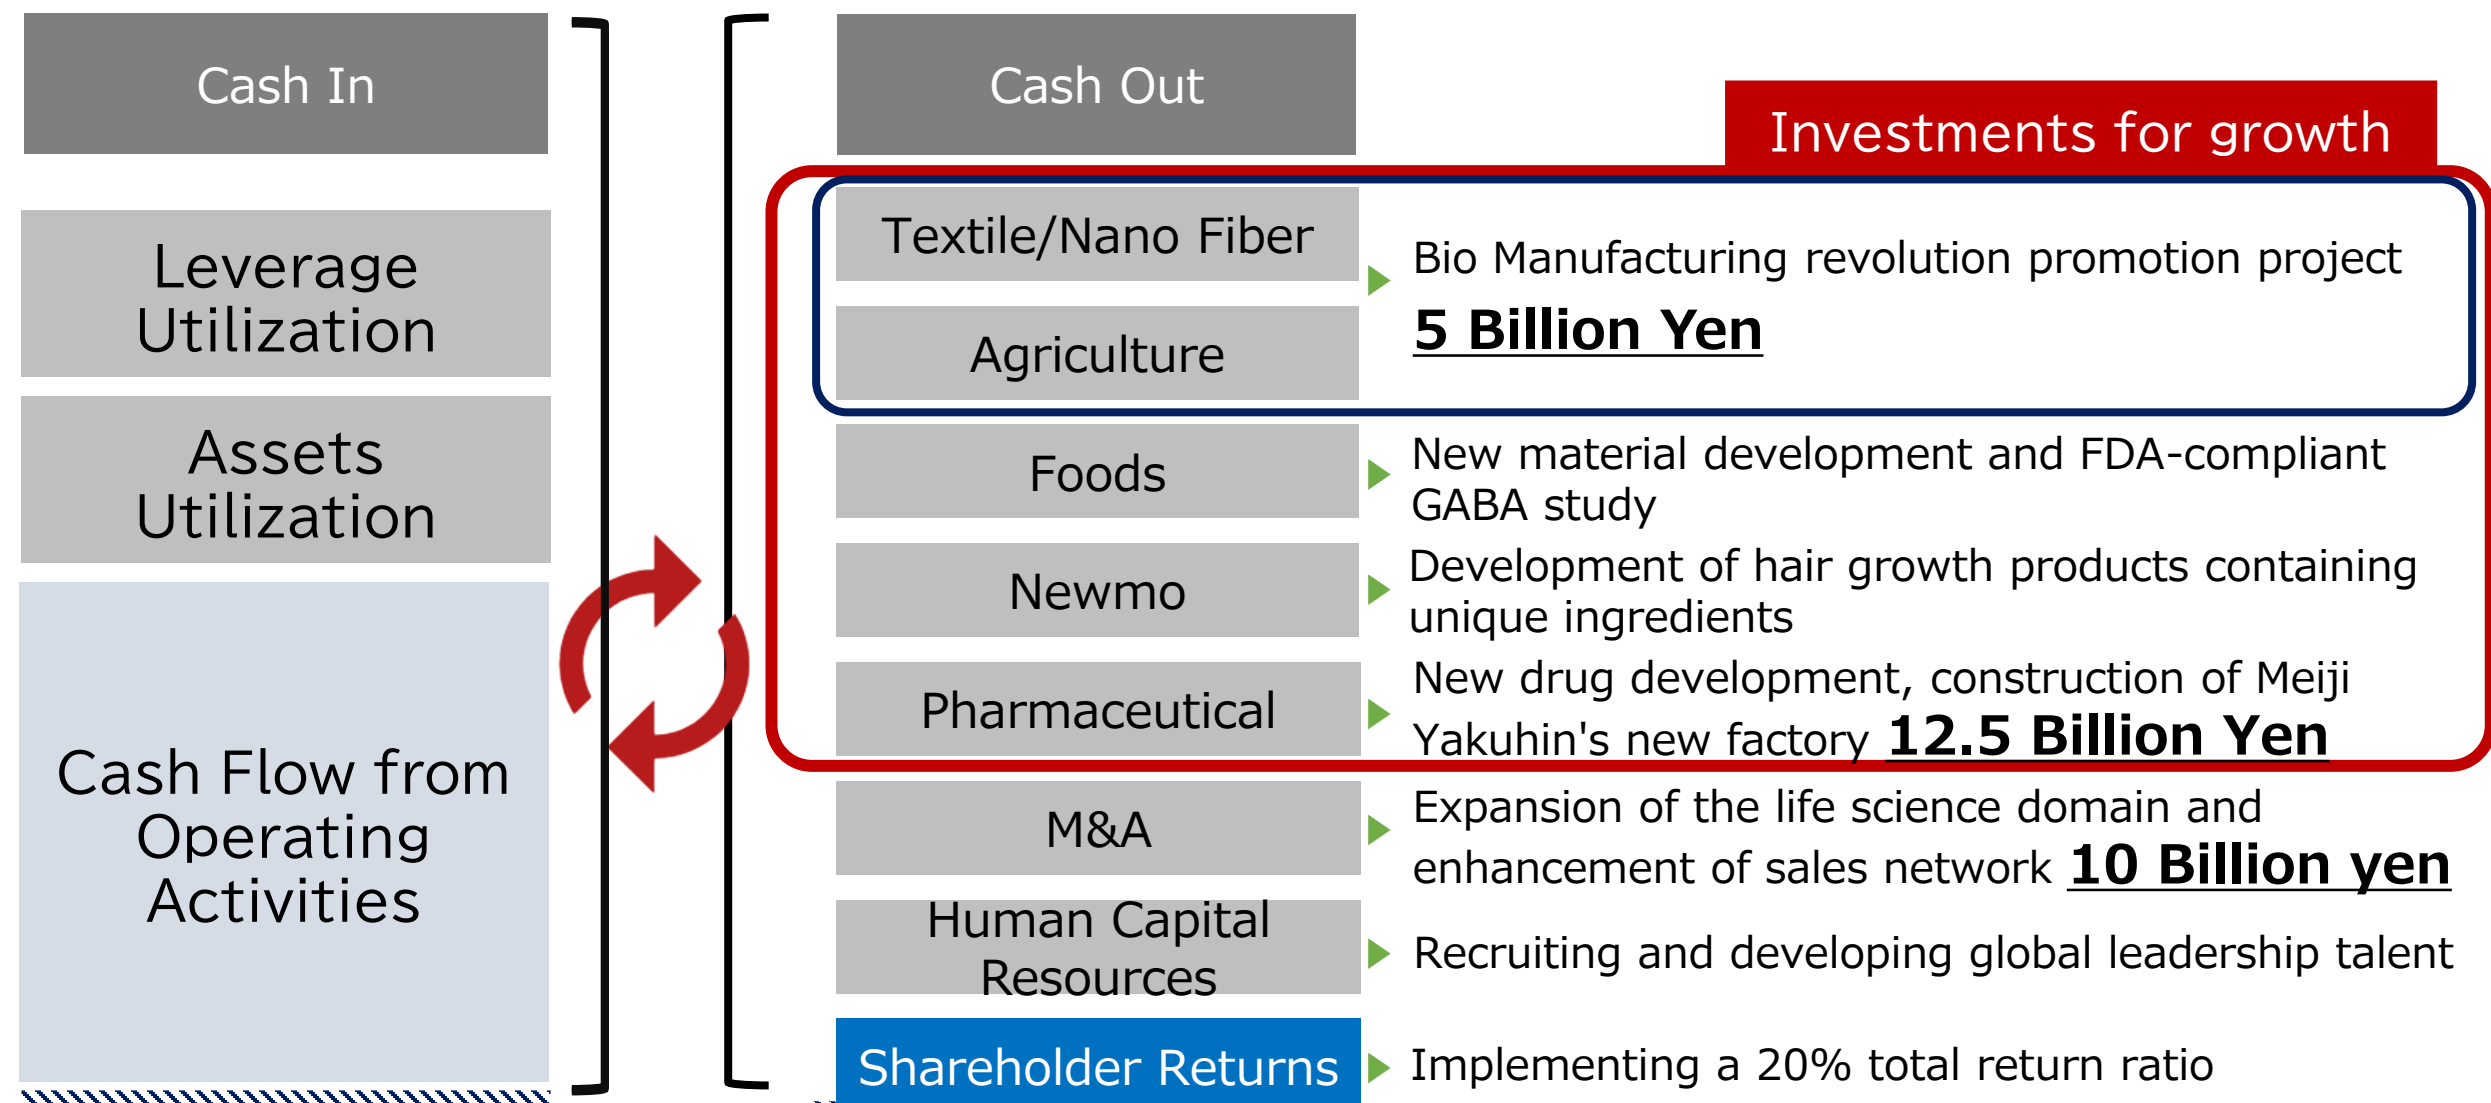 Cash In
Leverage
Utilization
Assets
Utilization
Cash Flow from
Operating
Activities
Cash Out
Investments for growth
Textile/Nano Fiber
Agriculture
Bio Manufacturing revolution promotion project
5 Billion Yen
Foods
New material development and FDA-compliant
GABA study
Newmo
Development of hair growth products containing
unique ingredients
Pharmaceutical
New drug development, construction of Meiji
Yakuhin's new factory 12.5 Billion Yen
M&A
Expansion of the life science domain and
enhancement of sales network 10 Billion yen
Human Capital
Resources
Recruiting and developing global leadership talent
Shareholder Returns
Implementing a 20% total return ratio